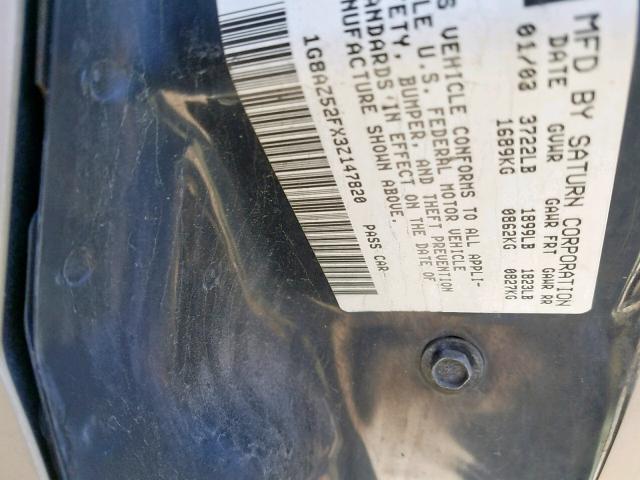 MFD BY SATURN CORPORATION
DATE GVWR GAWR FRT GAWR RR
01/03 3722LB 1899LB 1823LB
1689KG 0862KG 0827KG
S VEHICLE CONFORMS TO ALL APPLI-
LE U.S. FEDERAL MOTOR VEHICLE
FETY, BUMPER, AND THEFT PREVENTION
ANDARDS IN EFFECT ON THE DATE OF
NUFACTURE SHOWN ABOVE.
1G8AZ52FX3Z147820 PASS CAR